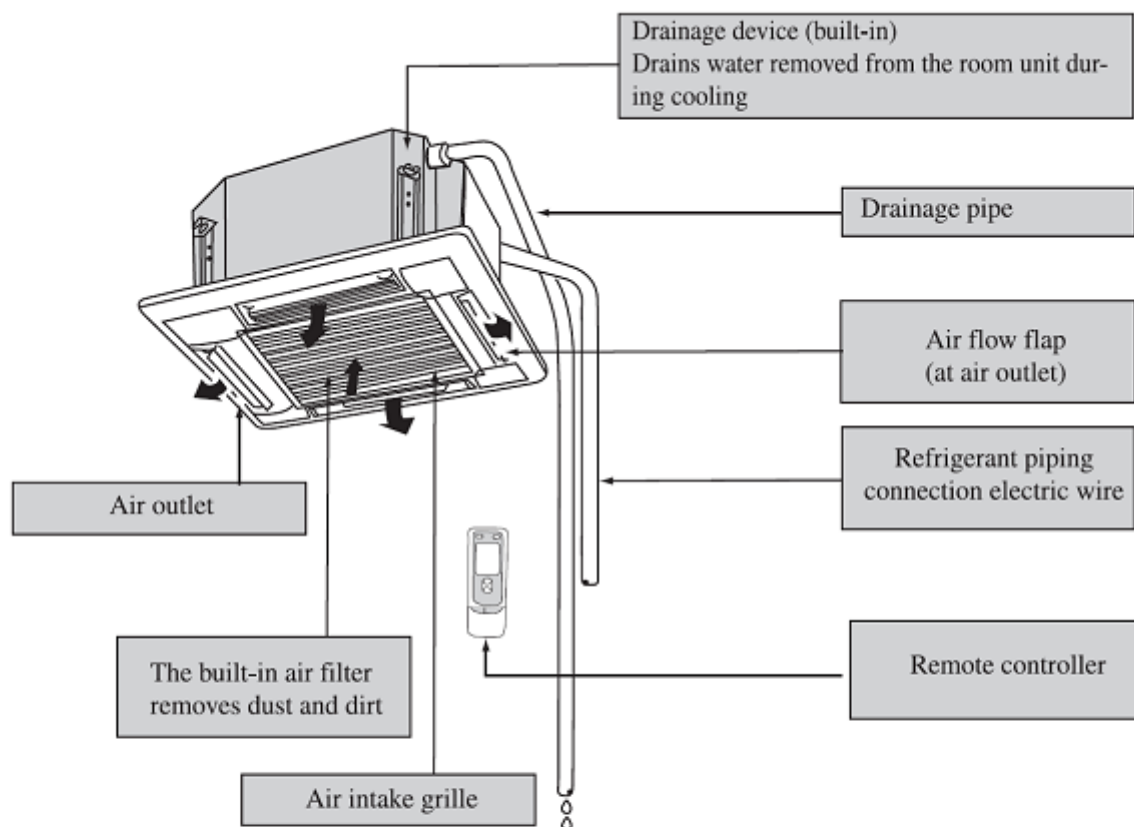 Drainage device (built-in)
Drains water removed from the room unit dur-
ing cooling
Drainage pipe
Air flow flap
(at air outlet)
Refrigerant piping
connection electric wire
Air outlet
The built-in air filter
removes dust and dirt
Remote controller
Air intake grille